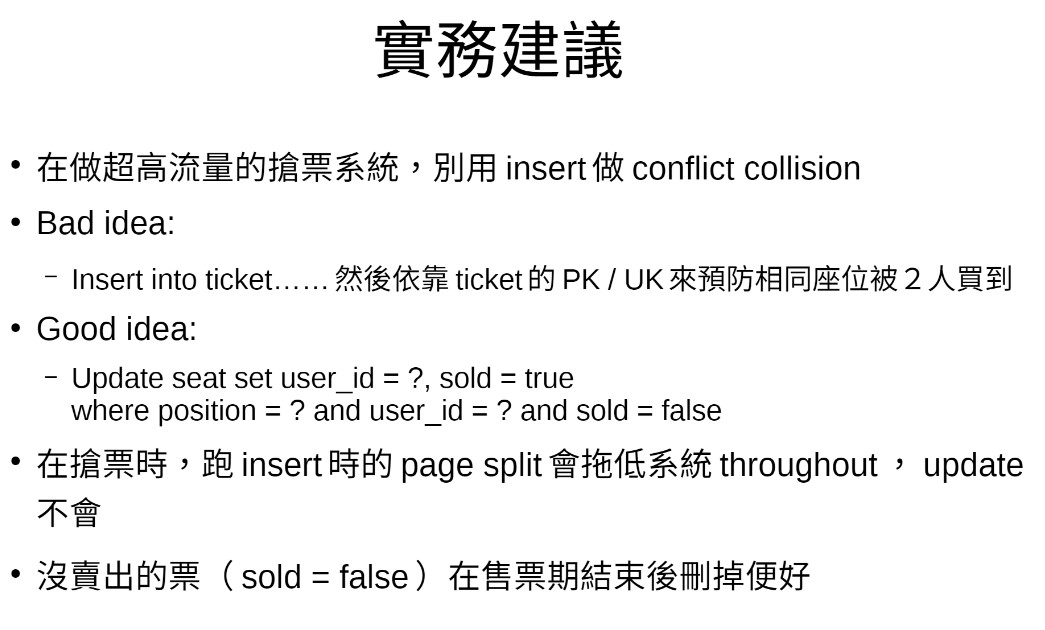 實務建議
• 在做超高流量的搶票系統，別用 insert 做 conflict collision
• Bad idea:
– Insert into ticket…… 然後依靠 ticket 的 PK / UK 來預防相同座位被２人買到
• Good idea:
– Update seat set user_id = ?, sold = true
where position = ? and user_id = ? and sold = false
• 在搶票時，跑 insert 時的 page split 會拖低系統 throughout ， update
不會
• 沒賣出的票（ sold = false ）在售票期結束後刪掉便好